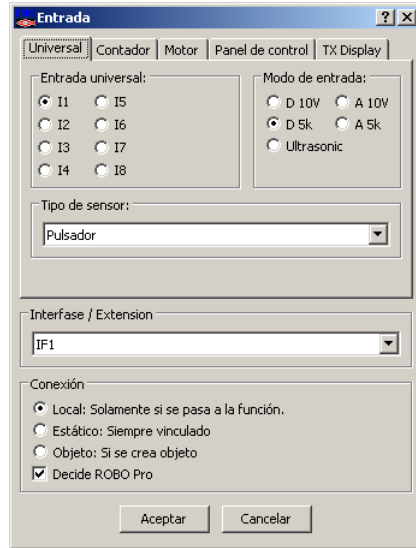 Entrada
Universal Contador Motor Panel de control TX Display
Entrada universal: Modo de entrada:
I1 I5 D 10V A 10V
I2 I6 D 5k A 5k
I3 I7 Ultrasonic
I4 I8
Tipo de sensor:
Pulsador
Interfase / Extension
IF1
Conexión
Local: Solamente si se pasa a la función.
Estático: Siempre vinculado
Objeto: Si se crea objeto
Decide ROBO Pro
Aceptar Cancelar